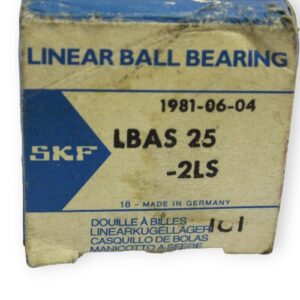 LINEAR BALL BEARING
1981-06-04
LBAS 25
-2LS
SKF
18 - MADE IN GERMANY
DOUILLE À BILLES
LINEARKUGELLAGER
CASQUILLO DE BOLAS
MANICOTTO A SFERE
101